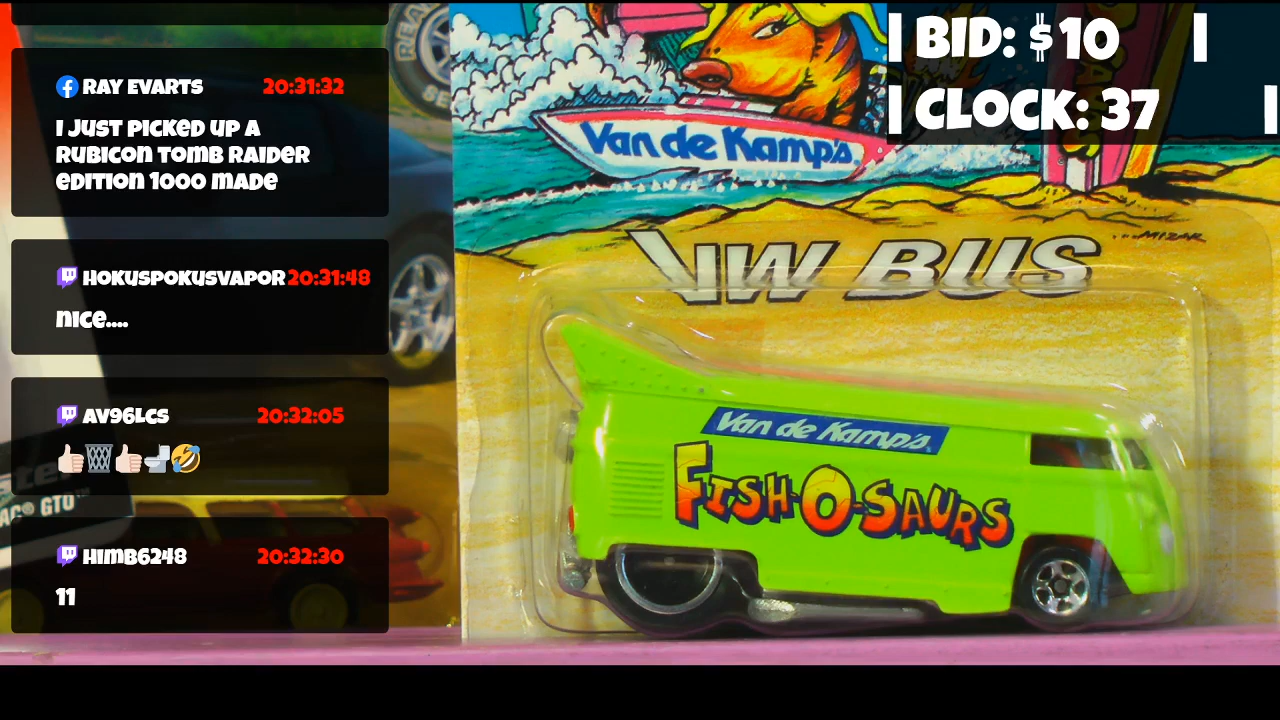 RAY EVARTS 20:31:32
I JUST PICKED UP A
RUBICON TOMB RAIDER
EDITION 1000 MADE
HOKUSPOKUSVAPOR 20:31:48
NICE....
AV96LCS 20:32:05
👍🏻🗑️👍🏻🚽🤣
HIMB6248 20:32:30
11
| BID: $10 |
| CLOCK: 37 |
Van de Kamp's
...MIZAR
VW BUS
Van de Kamp's
FISH-O-SAURS
GTO™